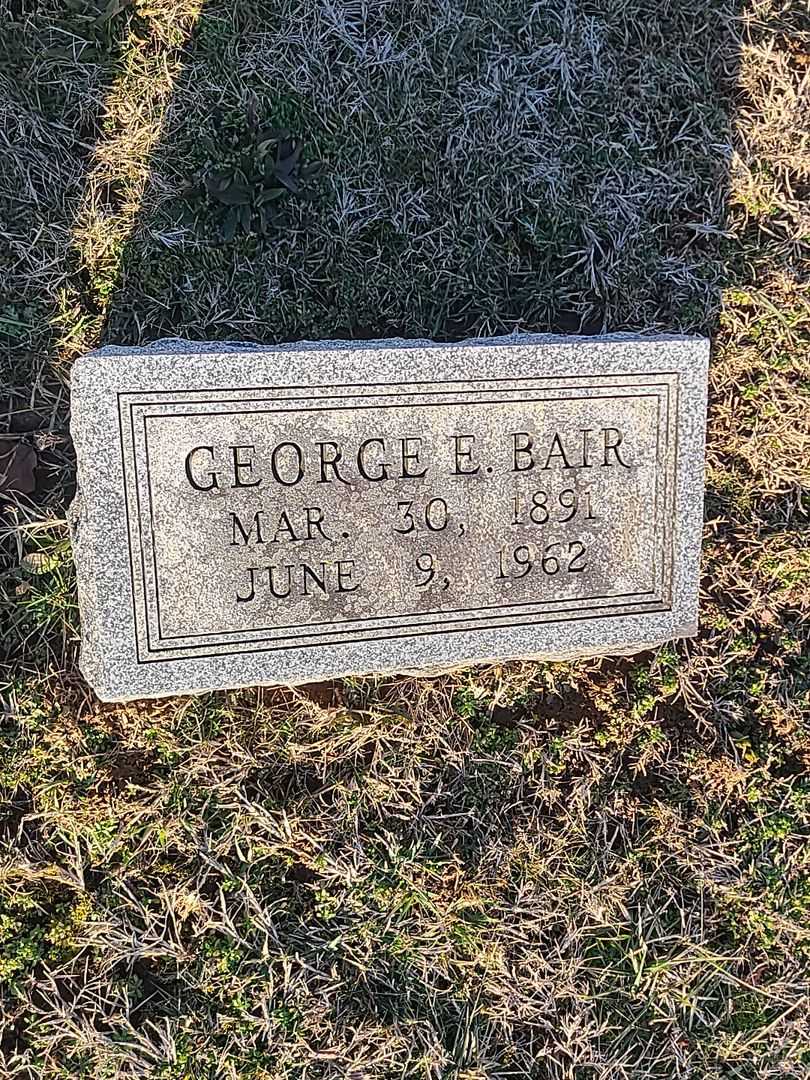 GEORGE E. BAIR
MAR. 30, 1891
JUNE 9, 1962